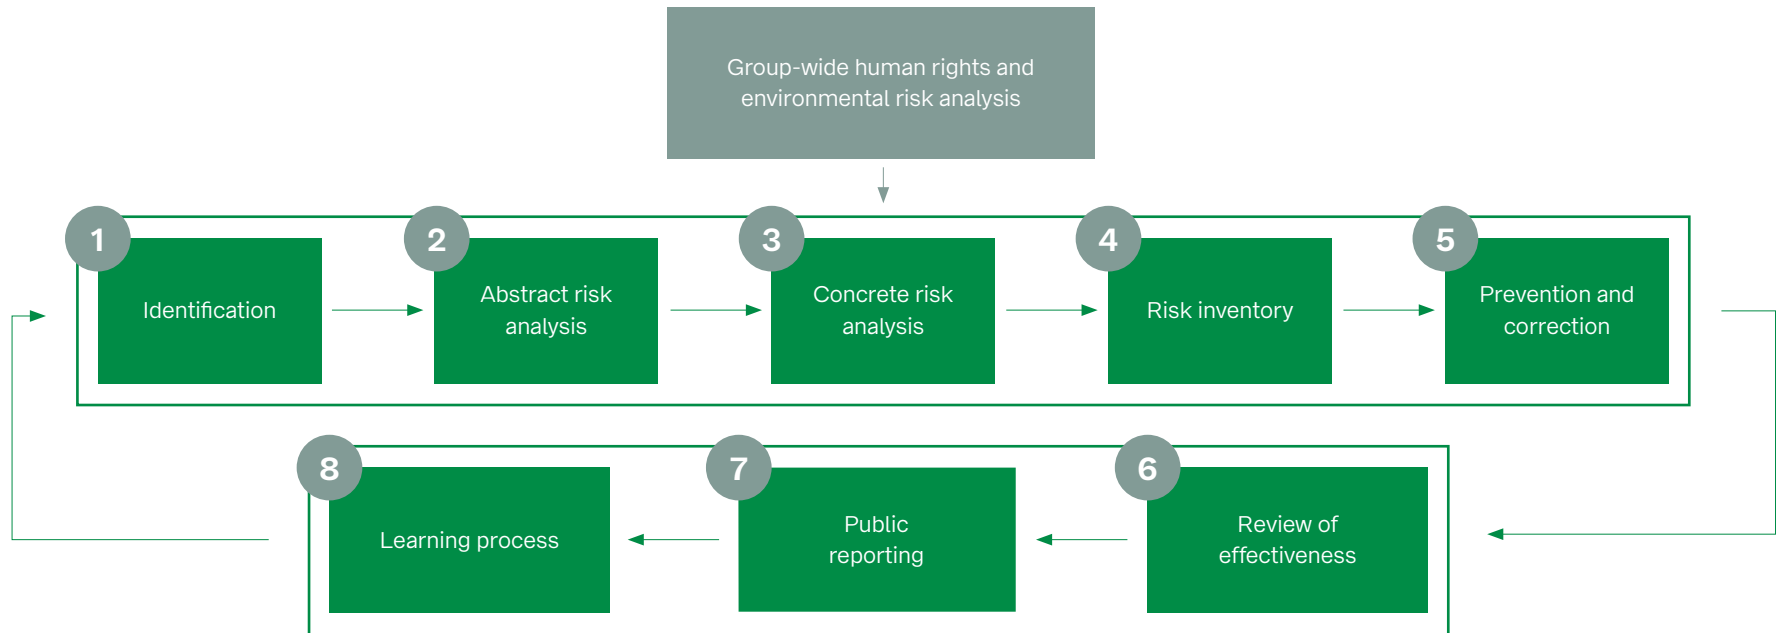 Group-wide human rights and
environmental risk analysis
1
Identification
2
Abstract risk
analysis
3
Concrete risk
analysis
4
Risk inventory
5
Prevention and
correction
6
Review of
effectiveness
7
Public
reporting
8
Learning process